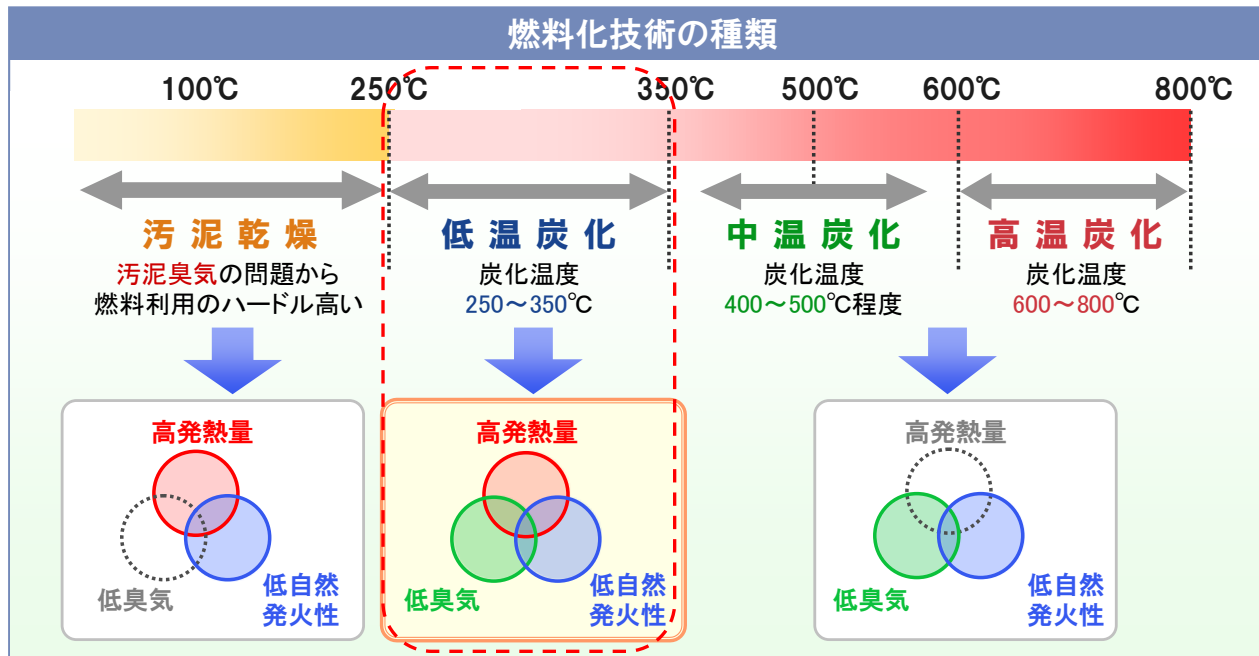 燃料化技術の種類
100℃ 250℃ 350℃ 500℃ 600℃ 800℃
汚泥乾燥
汚泥臭気の問題から
燃料利用のハードル高い
低温炭化
炭化温度
250～350℃
中温炭化
炭化温度
400～500℃程度
高温炭化
炭化温度
600～800℃
高発熱量
低臭気
低自然
発火性
高発熱量
低臭気
低自然
発火性
高発熱量
低臭気
低自然
発火性